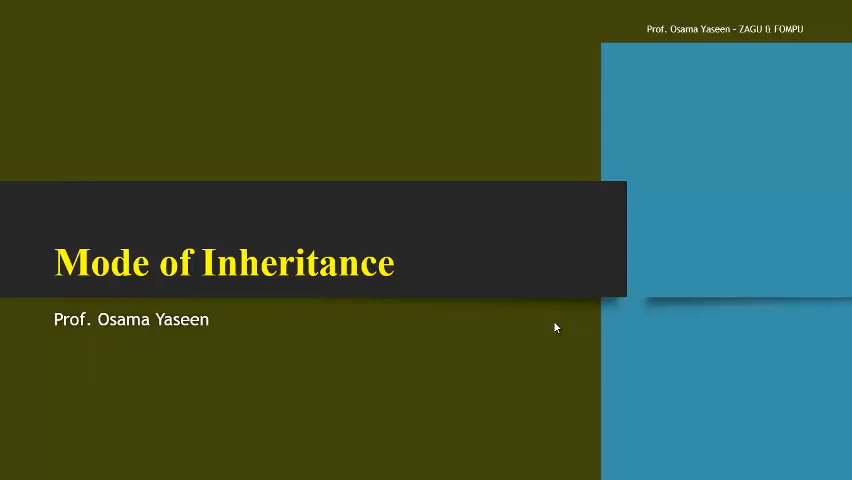 Prof. Osama Yaseen – ZAGU & FOMPU
Mode of Inheritance
Prof. Osama Yaseen